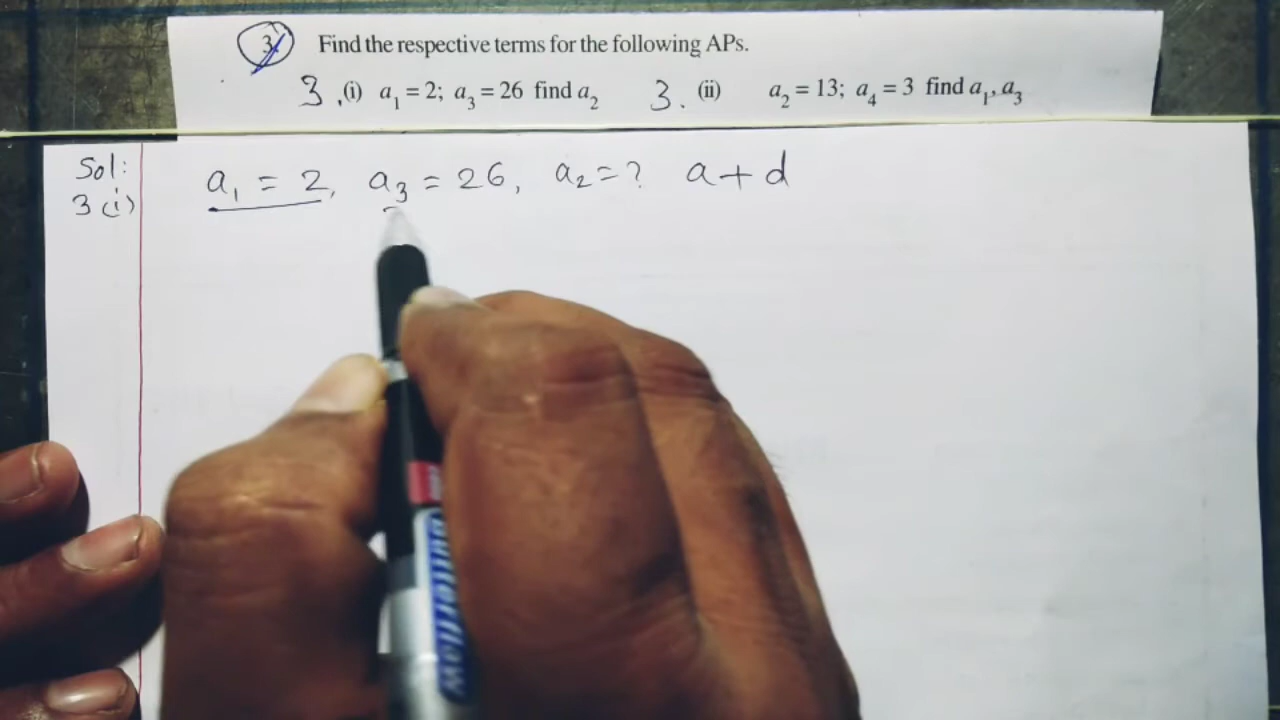 3 Find the respective terms for the following APs.
3. (i) a₁ = 2; a₃ = 26 find a₂ 3. (ii) a₂ = 13; a₄ = 3 find a₁, a₃
Sol: a₁ = 2, a₃ = 26, a₂ = ? a + d
3 (i)
butterflow